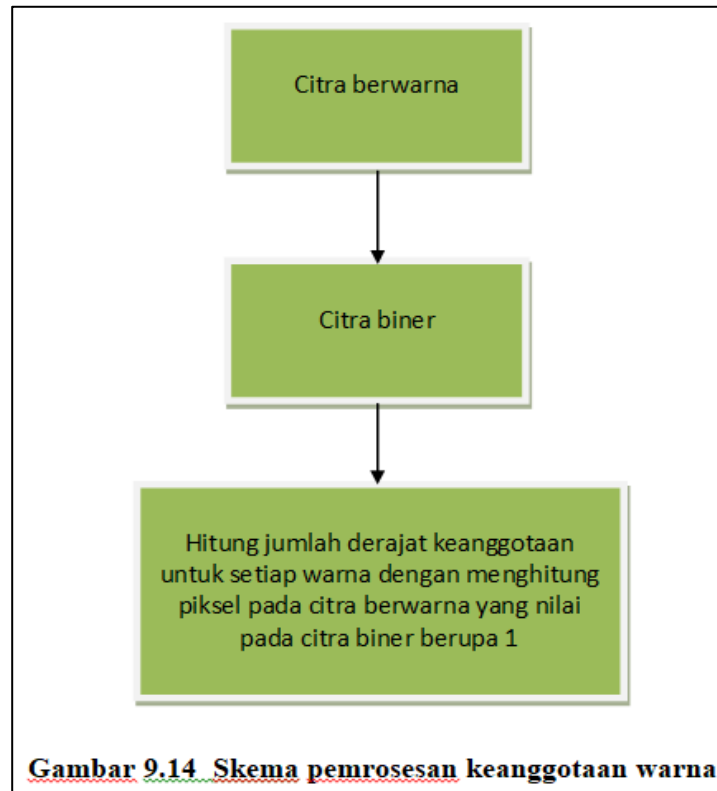 Citra berwarna
Citra biner
Hitung jumlah derajat keanggotaan
untuk setiap warna dengan menghitung
piksel pada citra berwarna yang nilai
pada citra biner berupa 1
Gambar 9.14 Skema pemrosesan keanggotaan warna